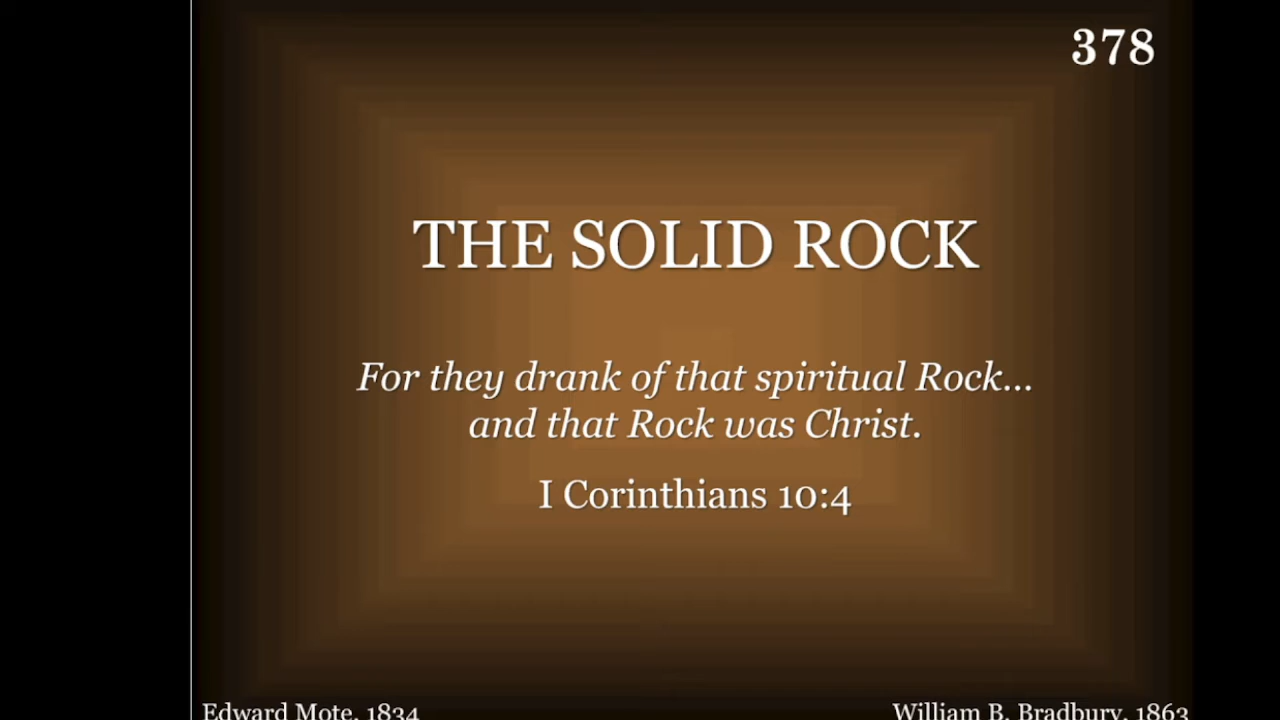 378
THE SOLID ROCK
For they drank of that spiritual Rock...
and that Rock was Christ.
I Corinthians 10:4
Edward Mote, 1834
William B. Bradbury, 1863